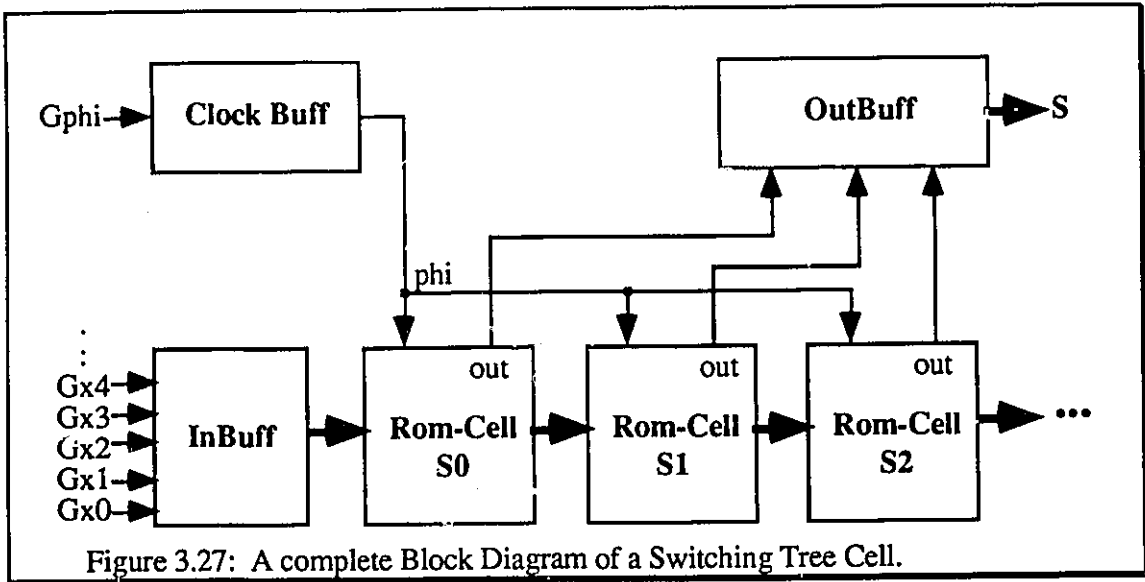 Gphi
Clock Buff
OutBuff
S
phi
out
out
out
⋮
Gx4
Gx3
Gx2
Gx1
Gx0
InBuff
Rom-Cell
S0
Rom-Cell
S1
Rom-Cell
S2
•••
Figure 3.27: A complete Block Diagram of a Switching Tree Cell.